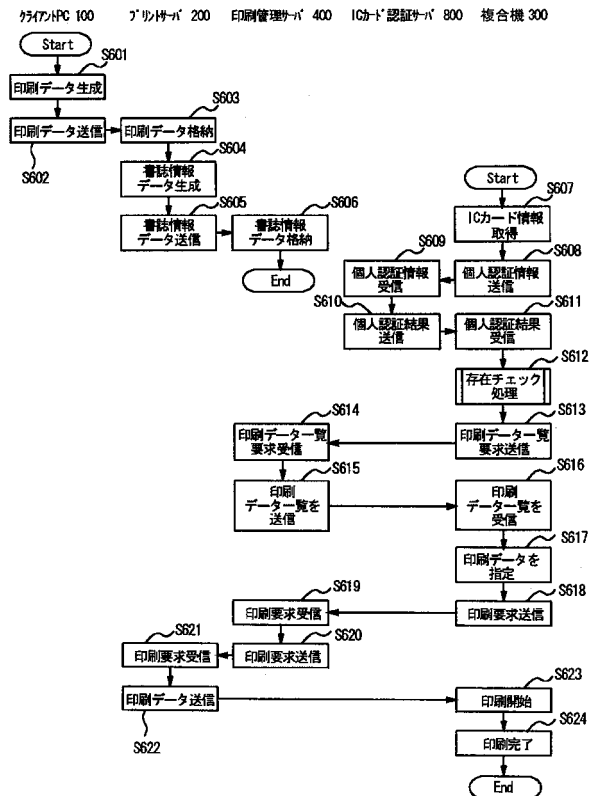 クライアントPC 100 プリントサーバ 200 印刷管理サーバ 400 ICカード認証サーバ 800 複合機 300
Start
S601
印刷データ生成
S603
印刷データ送信
印刷データ格納
S602
S604
書誌情報
データ生成
S605
書誌情報
データ送信
S606
書誌情報
データ格納
End
Start
S607
ICカード情報
取得
S609
S608
個人認証情報
受信
個人認証情報
送信
S610
S611
個人認証結果
送信
個人認証結果
受信
S612
存在チェック
処理
S614
S613
印刷データ一覧
要求受信
印刷データ一覧
要求送信
S615
S616
印刷
データ一覧を
送信
印刷
データ一覧を
受信
S617
印刷データを
指定
S619
S618
印刷要求受信
印刷要求送信
S621
S620
印刷要求受信
印刷要求送信
S623
印刷データ送信
印刷開始
S622
S624
印刷完了
End